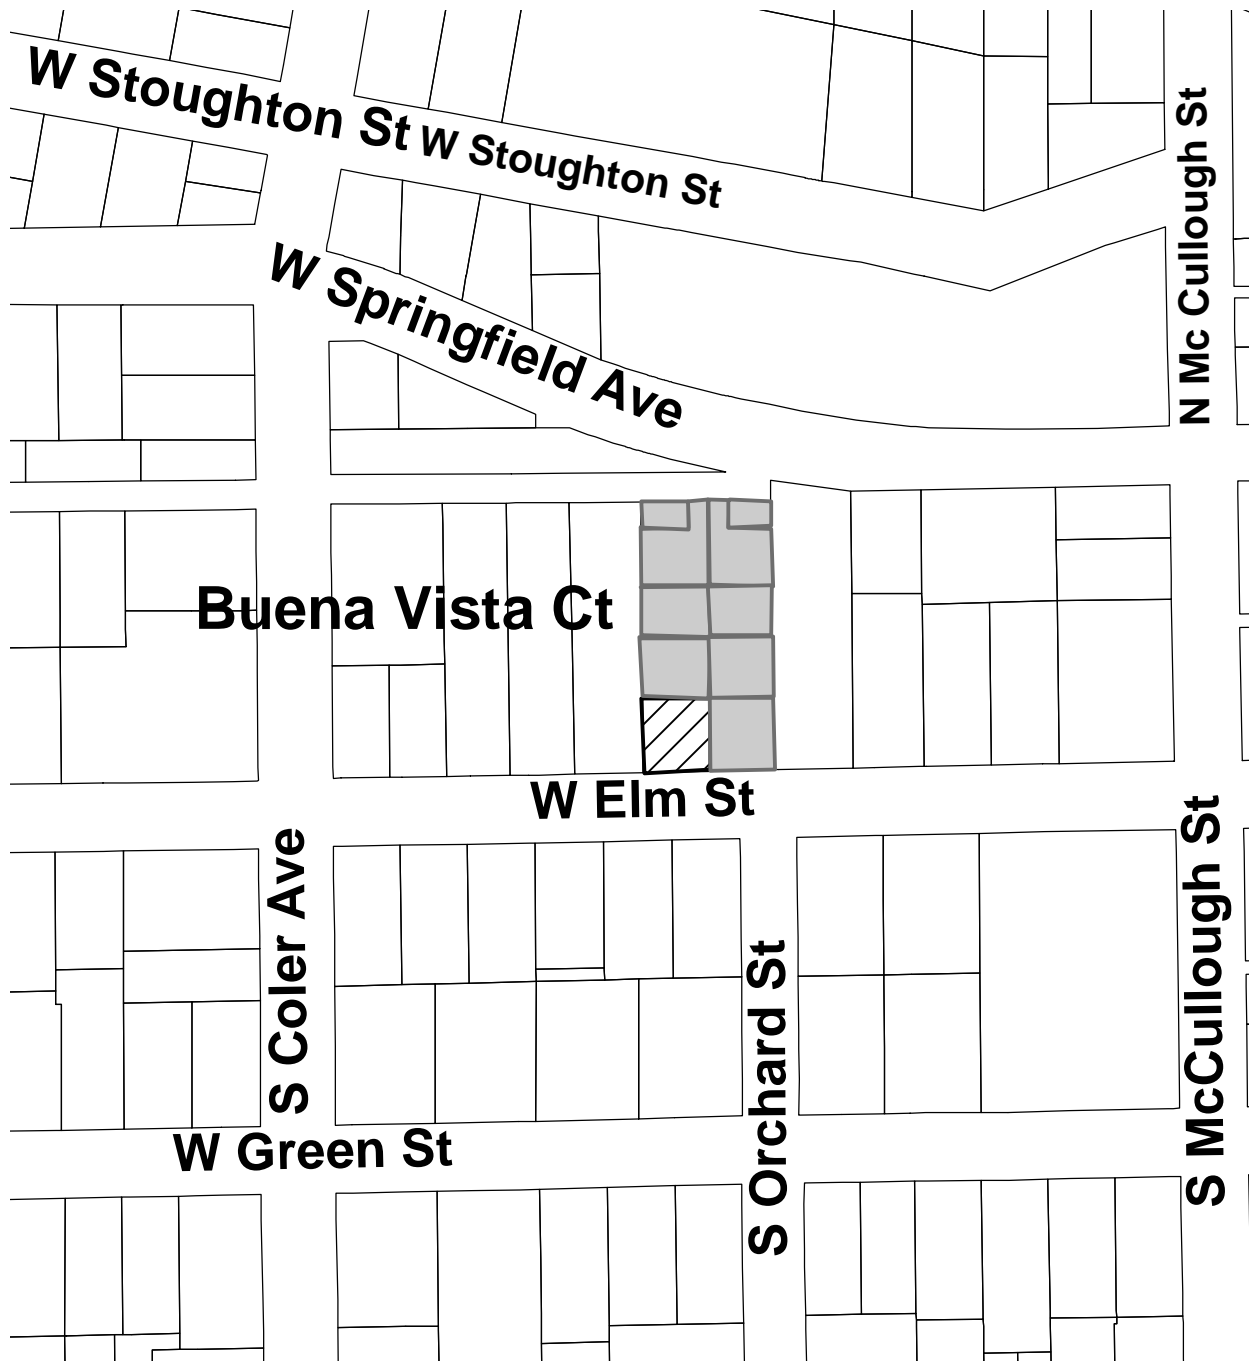 W Stoughton St
W Stoughton St
N Mc Cullough St
W Springfield Ave
Buena Vista Ct
W Elm St
S Coler Ave
S McCullough St
S Orchard St
W Green St